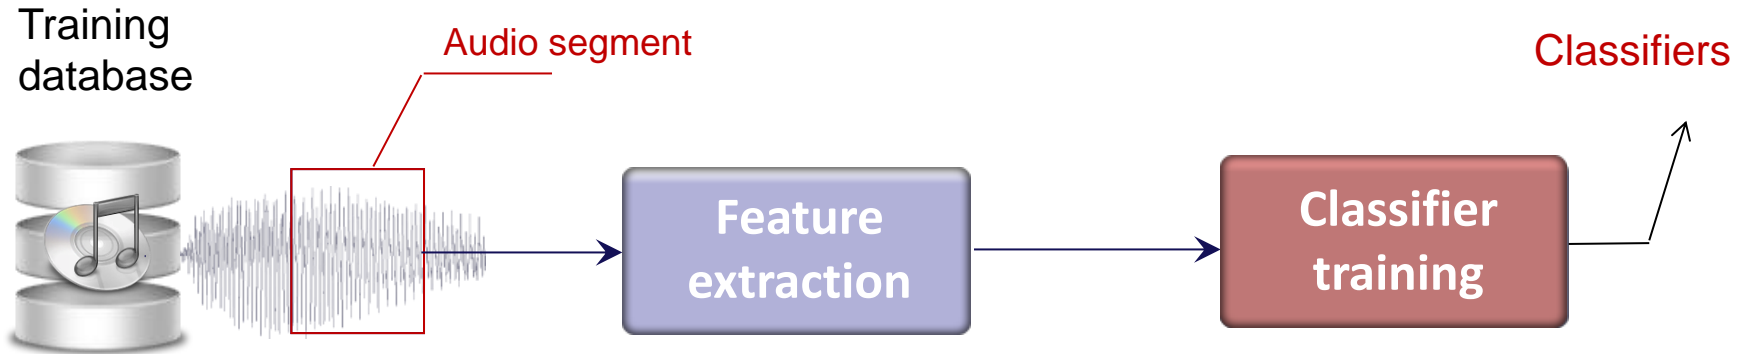 Training
database
Audio segment
Feature
extraction
Classifier
training
Classifiers